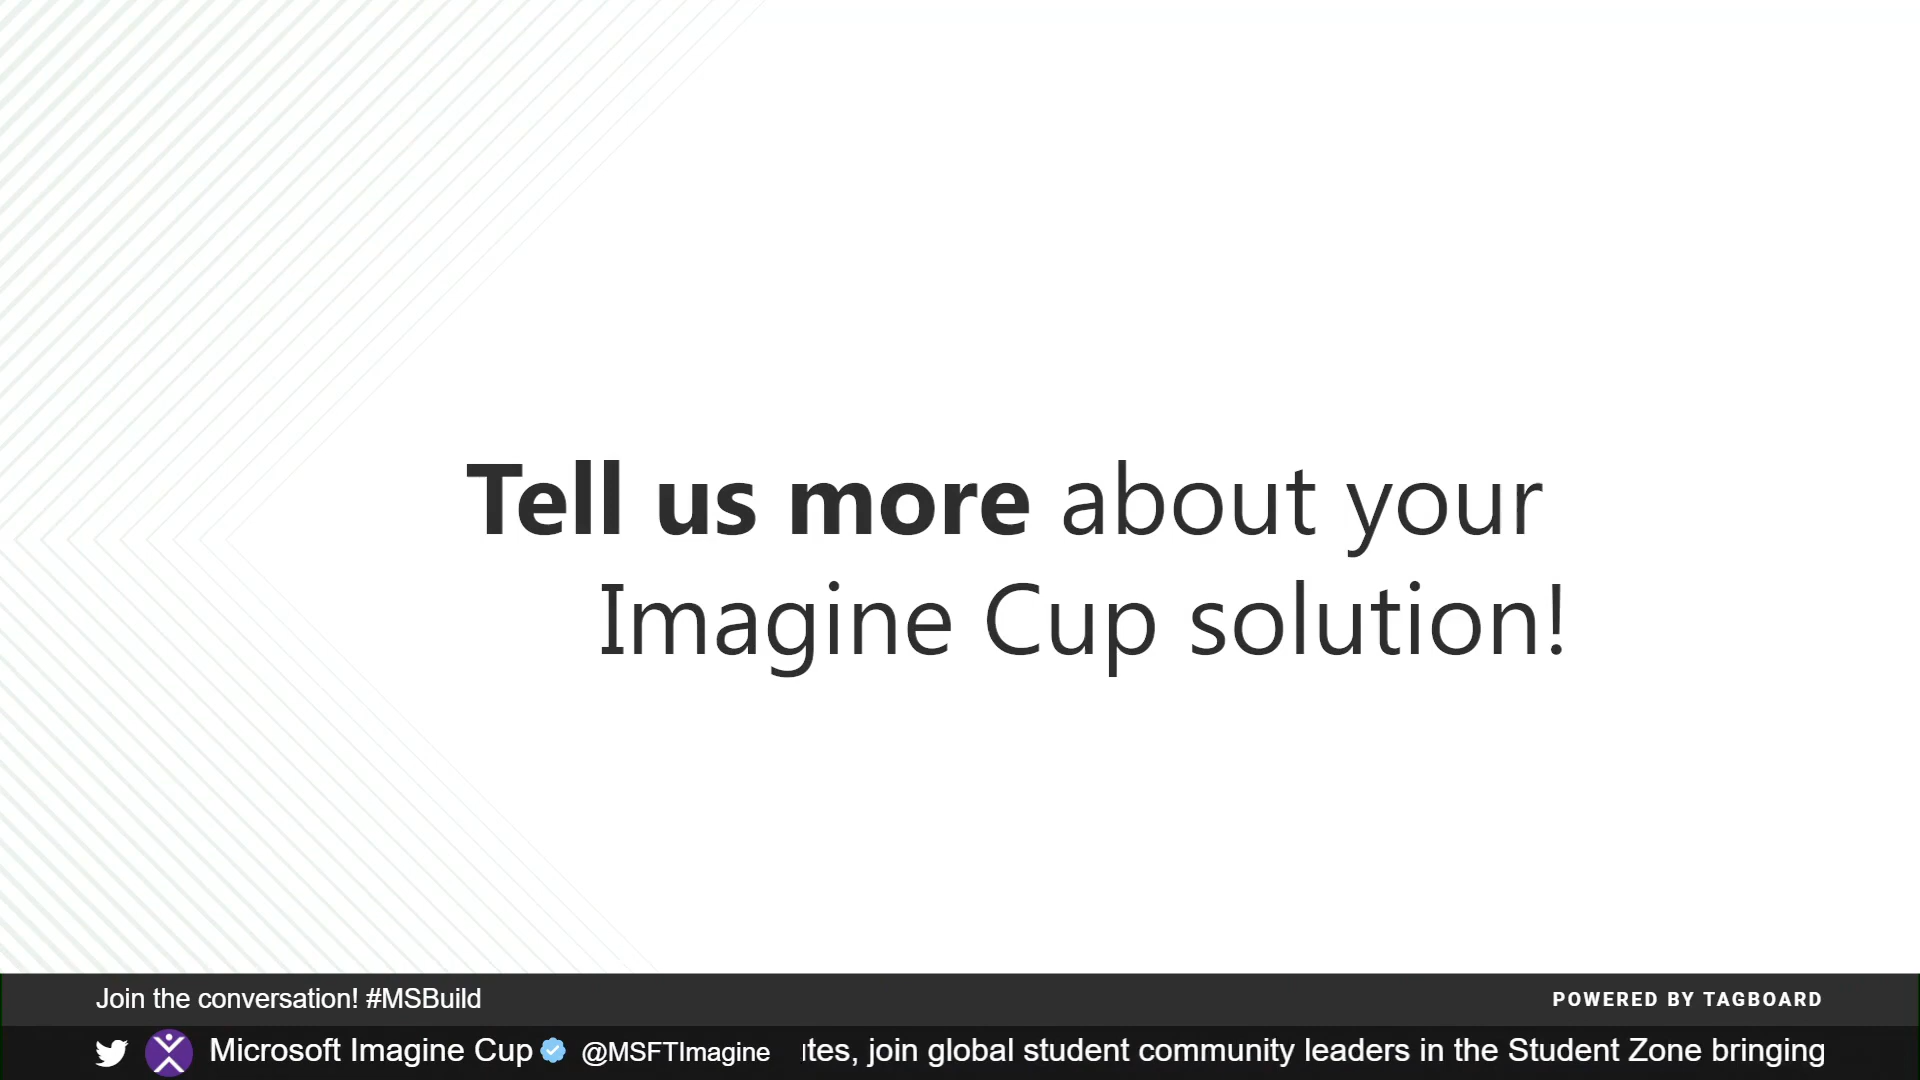 Tell us more about your
Imagine Cup solution!
Join the conversation! #MSBuild
POWERED BY TAGBOARD
Microsoft Imagine Cup @MSFTImagine join global student community leaders in the Student Zone bringing